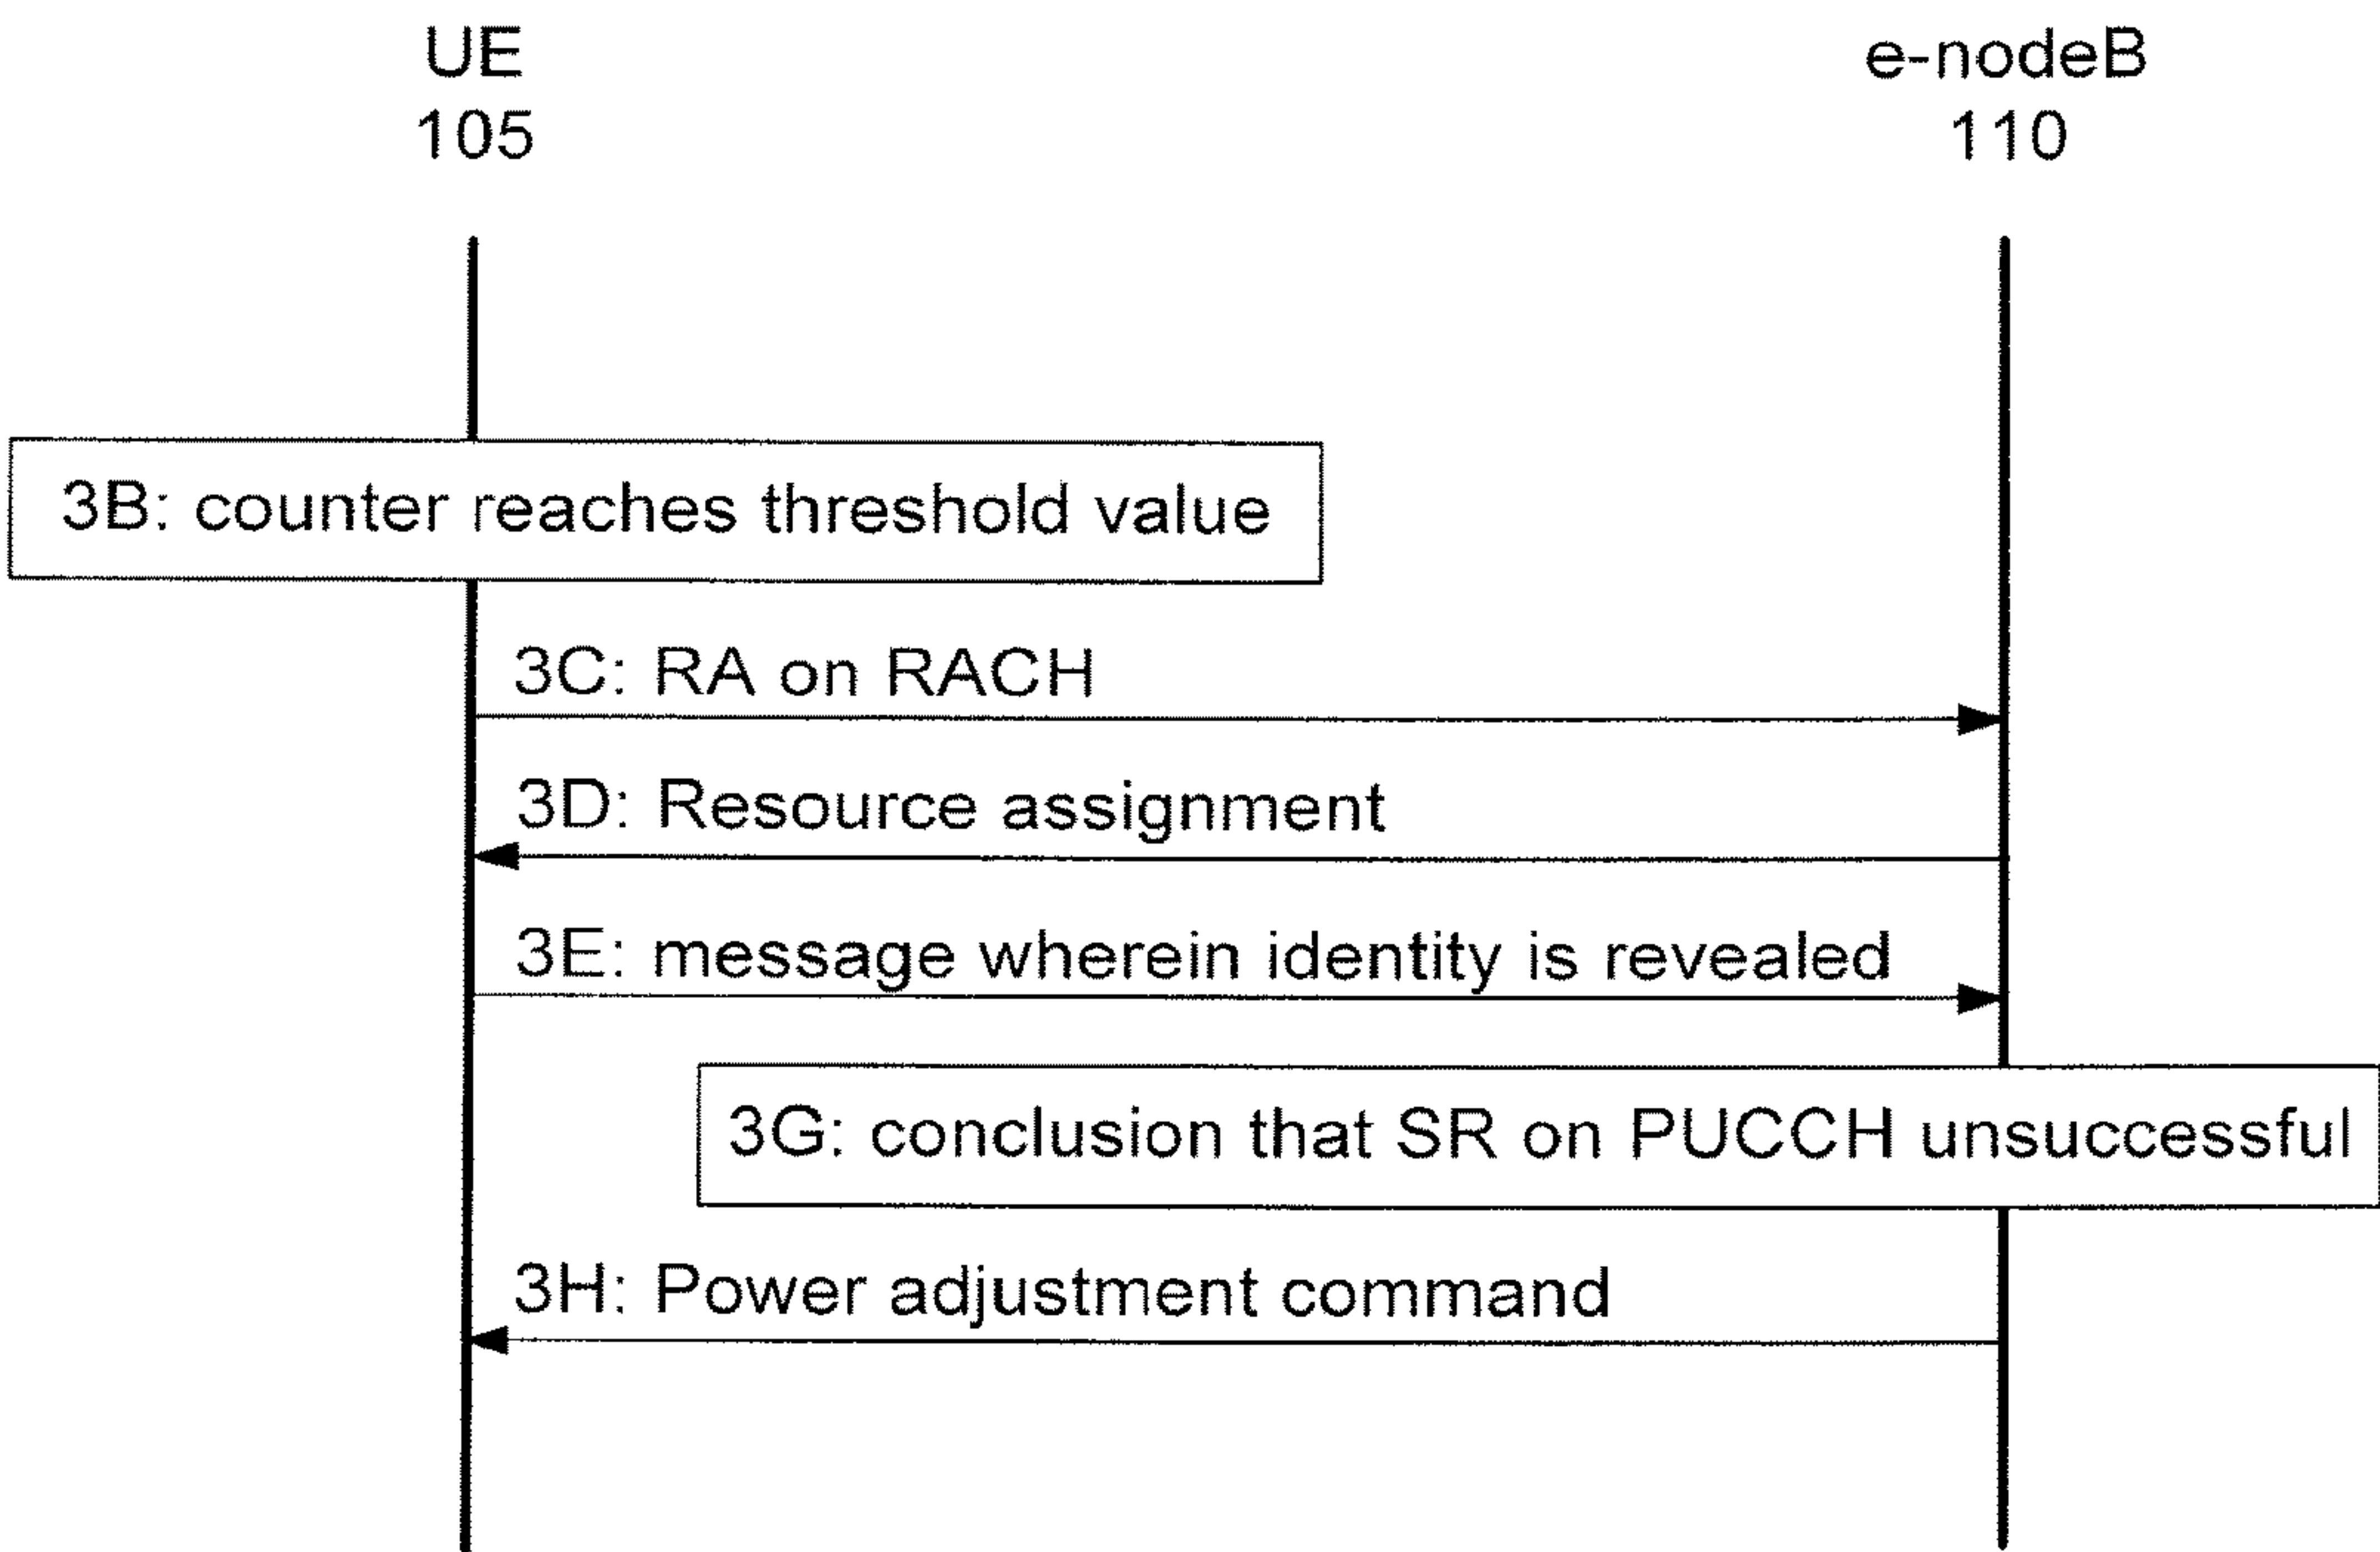 UE
105
e-nodeB
110
3B: counter reaches threshold value
3C: RA on RACH
3D: Resource assignment
3E: message wherein identity is revealed
3G: conclusion that SR on PUCCH unsuccessful
3H: Power adjustment command